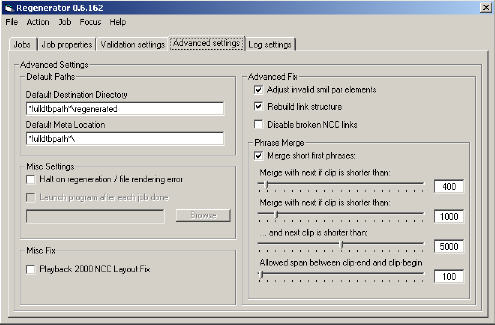 Regenerator 0.6.162
File Action Job Focus Help
Jobs Job properties Validation settings Advanced settings Log settings
Advanced Settings
Default Paths
Default Destination Directory
*fulldtbpath*\regenerated
Default Meta Location
*fulldtbpath*\
Misc Settings
Halt on regeneration / file rendering error
Launch program after each job done
Browse
Misc Fix
Playback 2000 NCC Layout Fix
Advanced Fix
Adjust invalid smil par elements
Rebuild link structure
Disable broken NCC links
Phrase Merge
Merge short first phrases:
Merge with next if clip is shorter than:
400
Merge with next if clip is shorter than:
1000
... and next clip is shorter than:
5000
Allowed span between clip-end and clip-begin
100